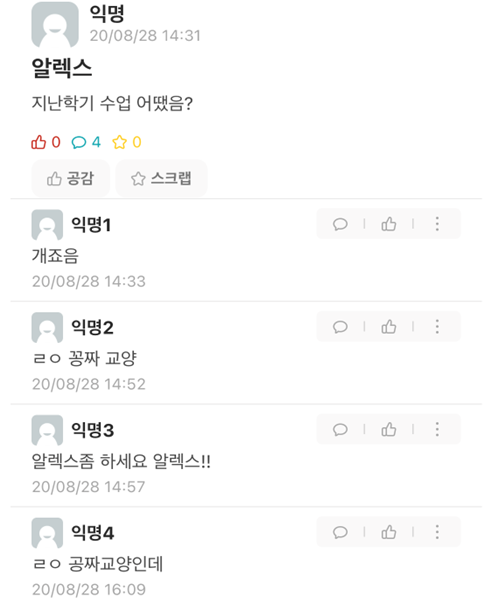 익명
20/08/28 14:31
알렉스
지난학기 수업 어땠음?
0 4 0
공감 스크랩
익명1
개죠음
20/08/28 14:33
익명2
ㄹㅇ 꽁짜 교양
20/08/28 14:52
익명3
알렉스좀 하세요 알렉스!!
20/08/28 14:57
익명4
ㄹㅇ 공짜교양인데
20/08/28 16:09